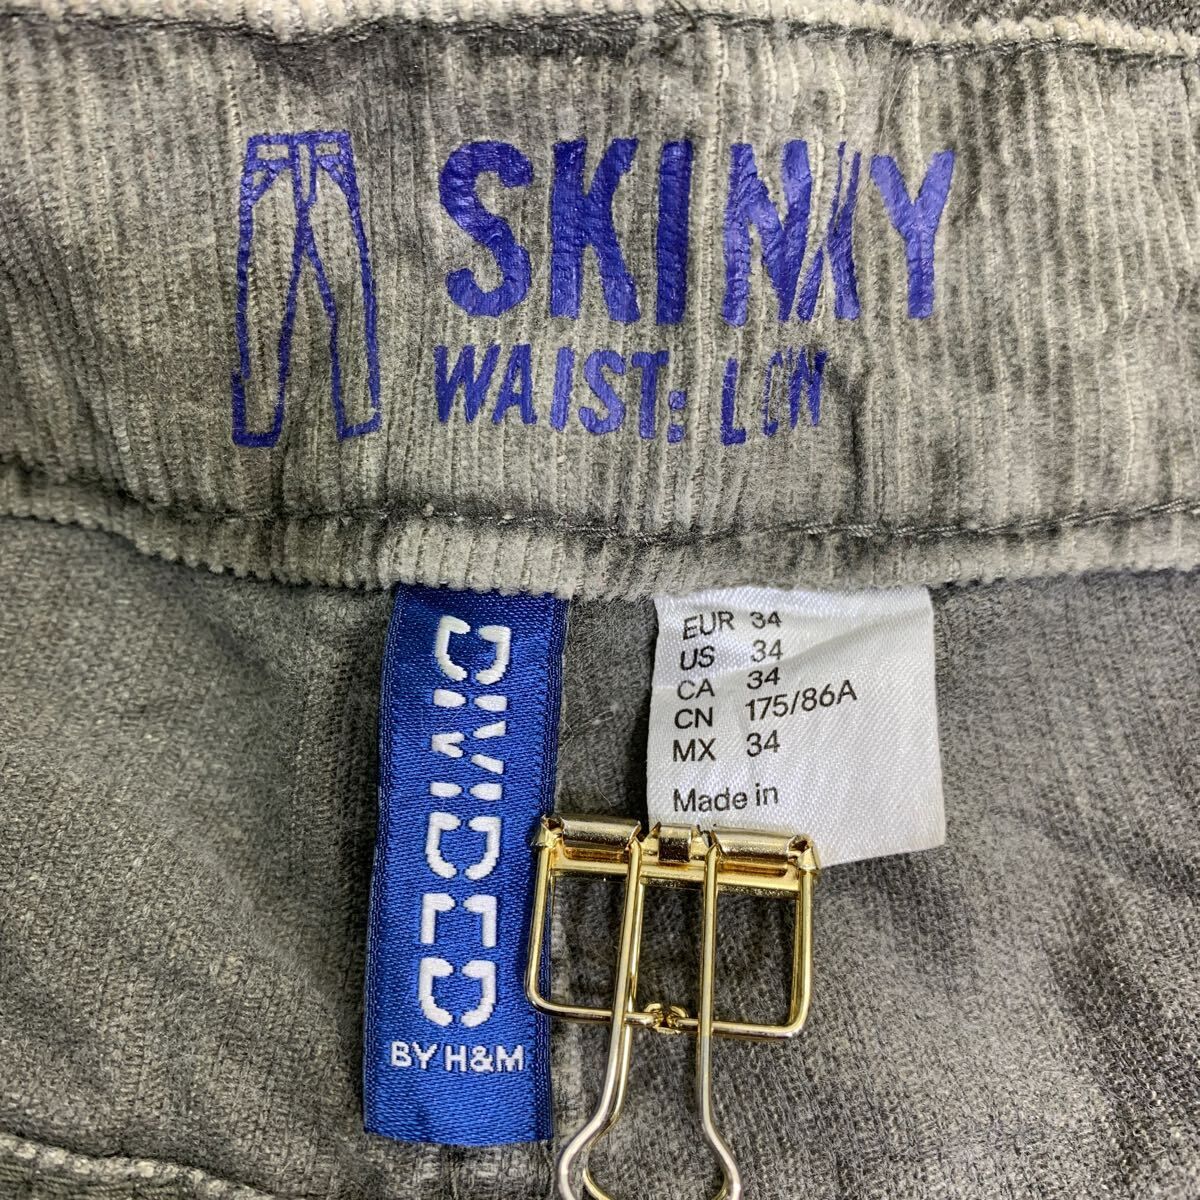 SKINNY
WAIST: LOW
DIVIDED
BY H&M
EUR 34
US 34
CA 34
CN 175/86A
MX 34
Made in